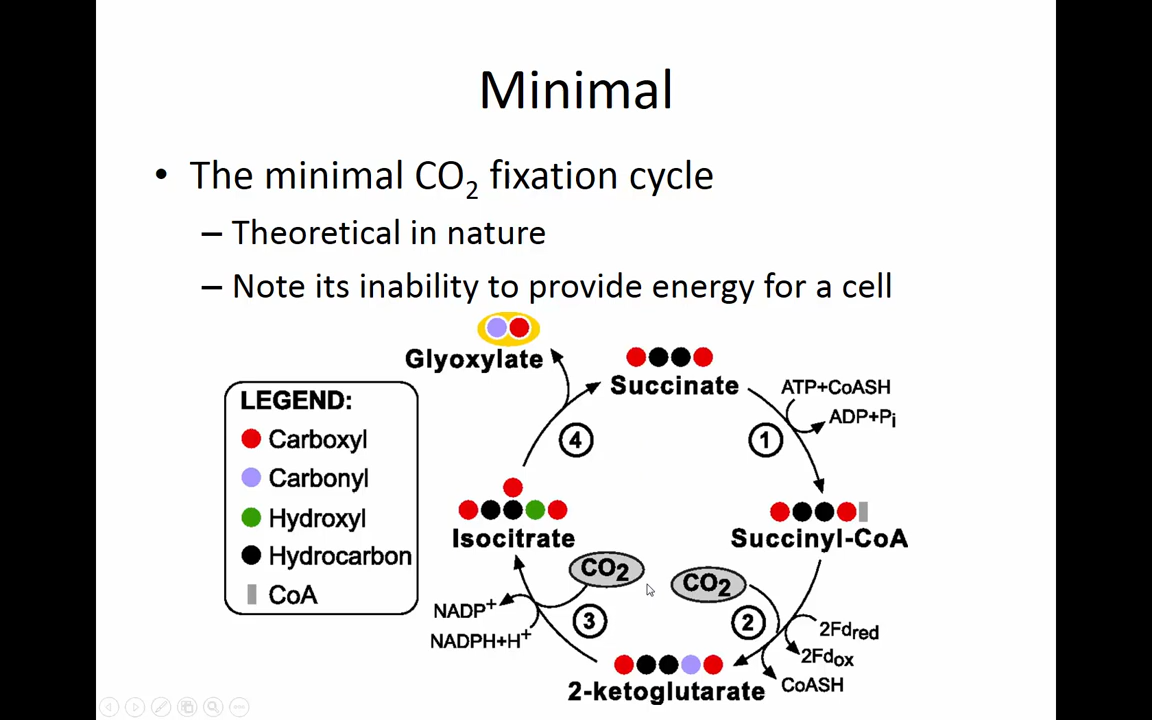 Minimal
• The minimal CO2 fixation cycle
– Theoretical in nature
– Note its inability to provide energy for a cell
Glyoxylate
Succinate
ATP+CoASH
ADP+Pi
LEGEND:
Carboxyl
Carbonyl
Hydroxyl
Hydrocarbon
CoA
4
1
Isocitrate
Succinyl-CoA
CO2
CO2
NADP+
NADPH+H+
3
2
2Fdred
2Fdox
CoASH
2-ketoglutarate